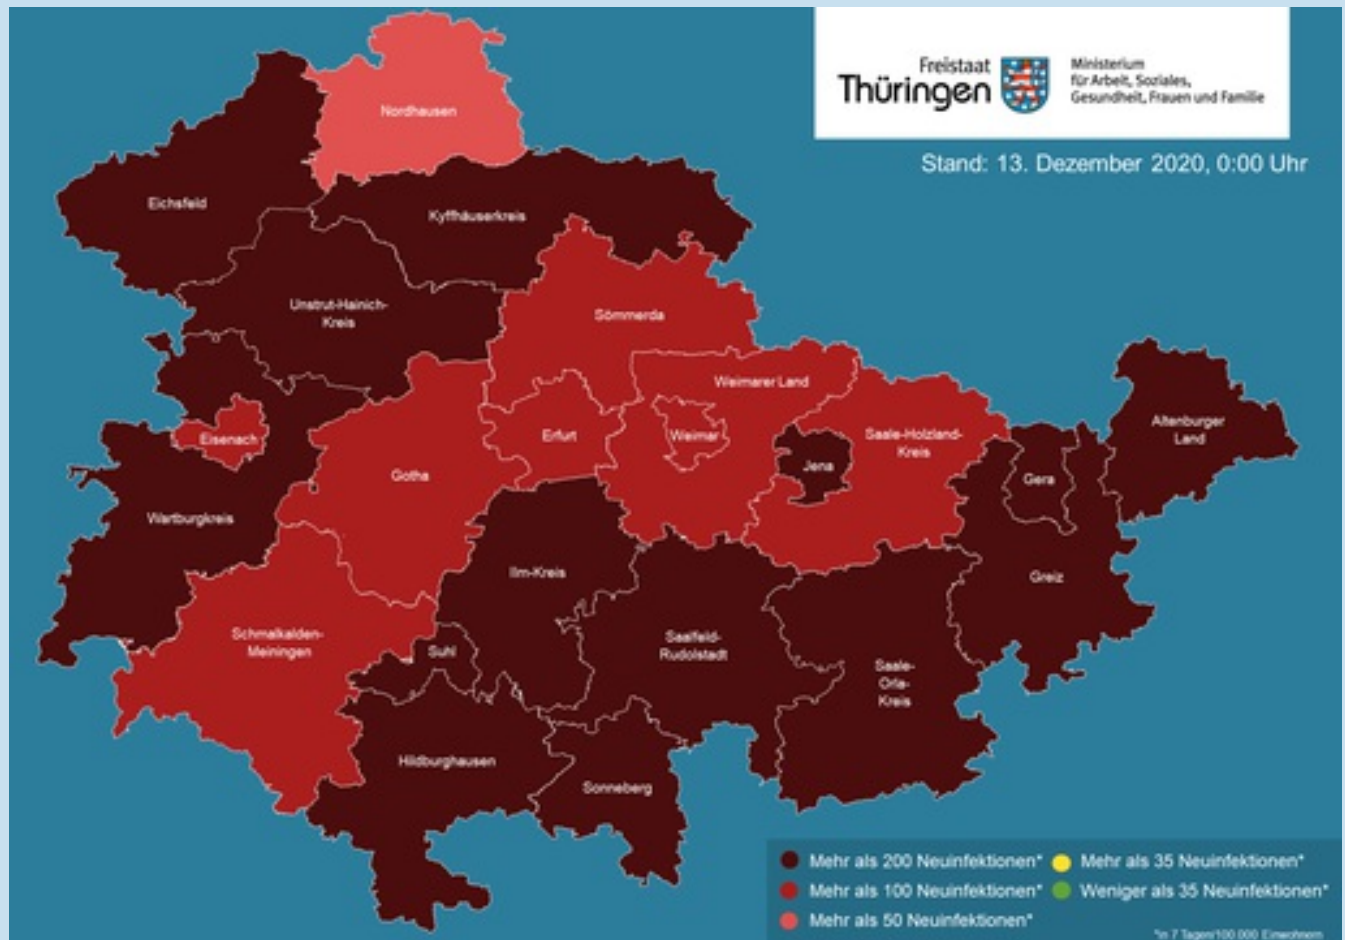 Freistaat
Thüringen
Ministerium
für Arbeit, Soziales,
Gesundheit, Frauen und Familie
Stand: 13. Dezember 2020, 0:00 Uhr
Nordhausen
Eichsfeld
Kyffhäuserkreis
Unstrut-Hainich-
Kreis
Sömmerda
Weimarer Land
Eisenach
Erfurt
Weimar
Saale-Holzland-
Kreis
Altenburger
Land
Jena
Gotha
Gera
Wartburgkreis
Ilm-Kreis
Greiz
Schmalkalden-
Meiningen
Suhl
Saalfeld-
Rudolstadt
Saale-
Orla-
Kreis
Hildburghausen
Sonneberg
Mehr als 200 Neuinfektionen*
Mehr als 100 Neuinfektionen*
Mehr als 50 Neuinfektionen*
Mehr als 35 Neuinfektionen*
Weniger als 35 Neuinfektionen*
*in 7 Tagen/100.000 Einwohnern